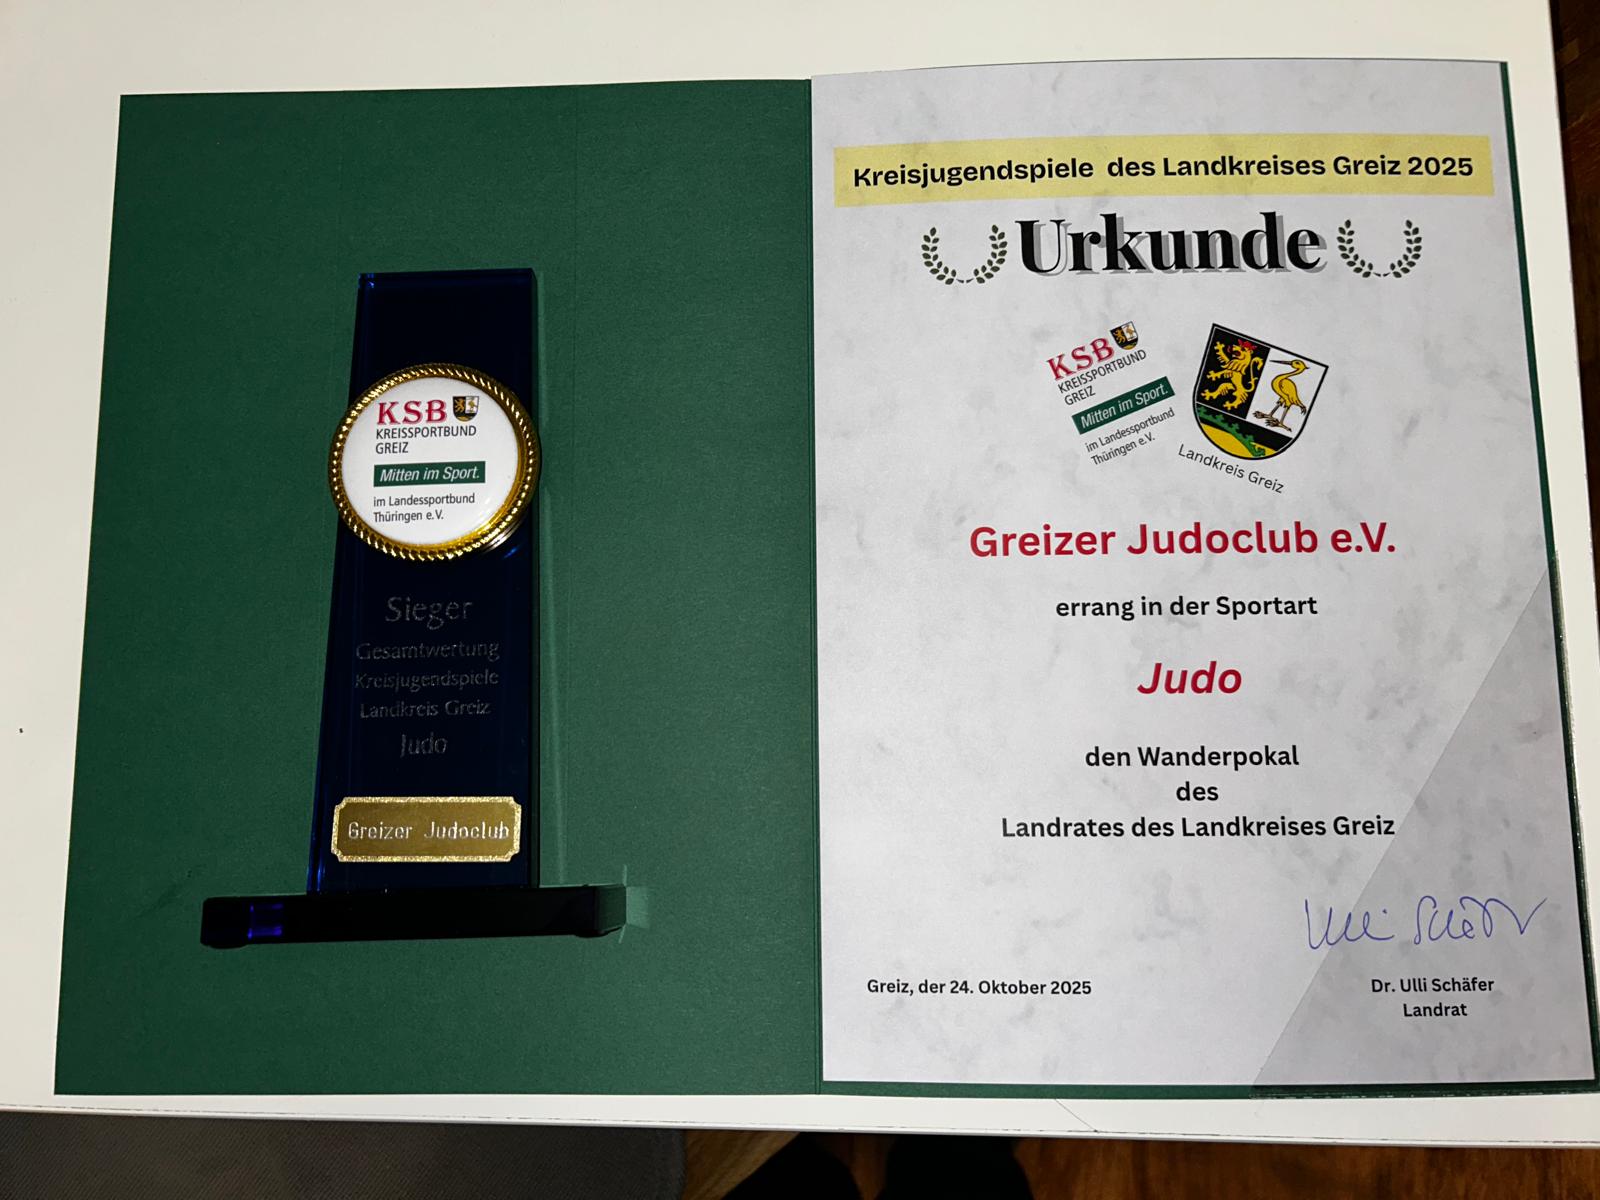 KSB
KREISSPORTBUND
GREIZ
Mitten im Sport.
im Landessportbund
Thüringen e.V.
Sieger
Gesamtwertung
Kreisjugendspiele
Landkreis Greiz
Judo
Greizer Judoclub
Kreisjugendspiele des Landkreises Greiz 2025
Urkunde
KSB
KREISSPORTBUND
GREIZ
Mitten im Sport.
im Landessportbund
Thüringen e.V.
Landkreis Greiz
Greizer Judoclub e.V.
errang in der Sportart
Judo
den Wanderpokal
des
Landrates des Landkreises Greiz
Ulli Schäfer
Greiz, der 24. Oktober 2025
Dr. Ulli Schäfer
Landrat